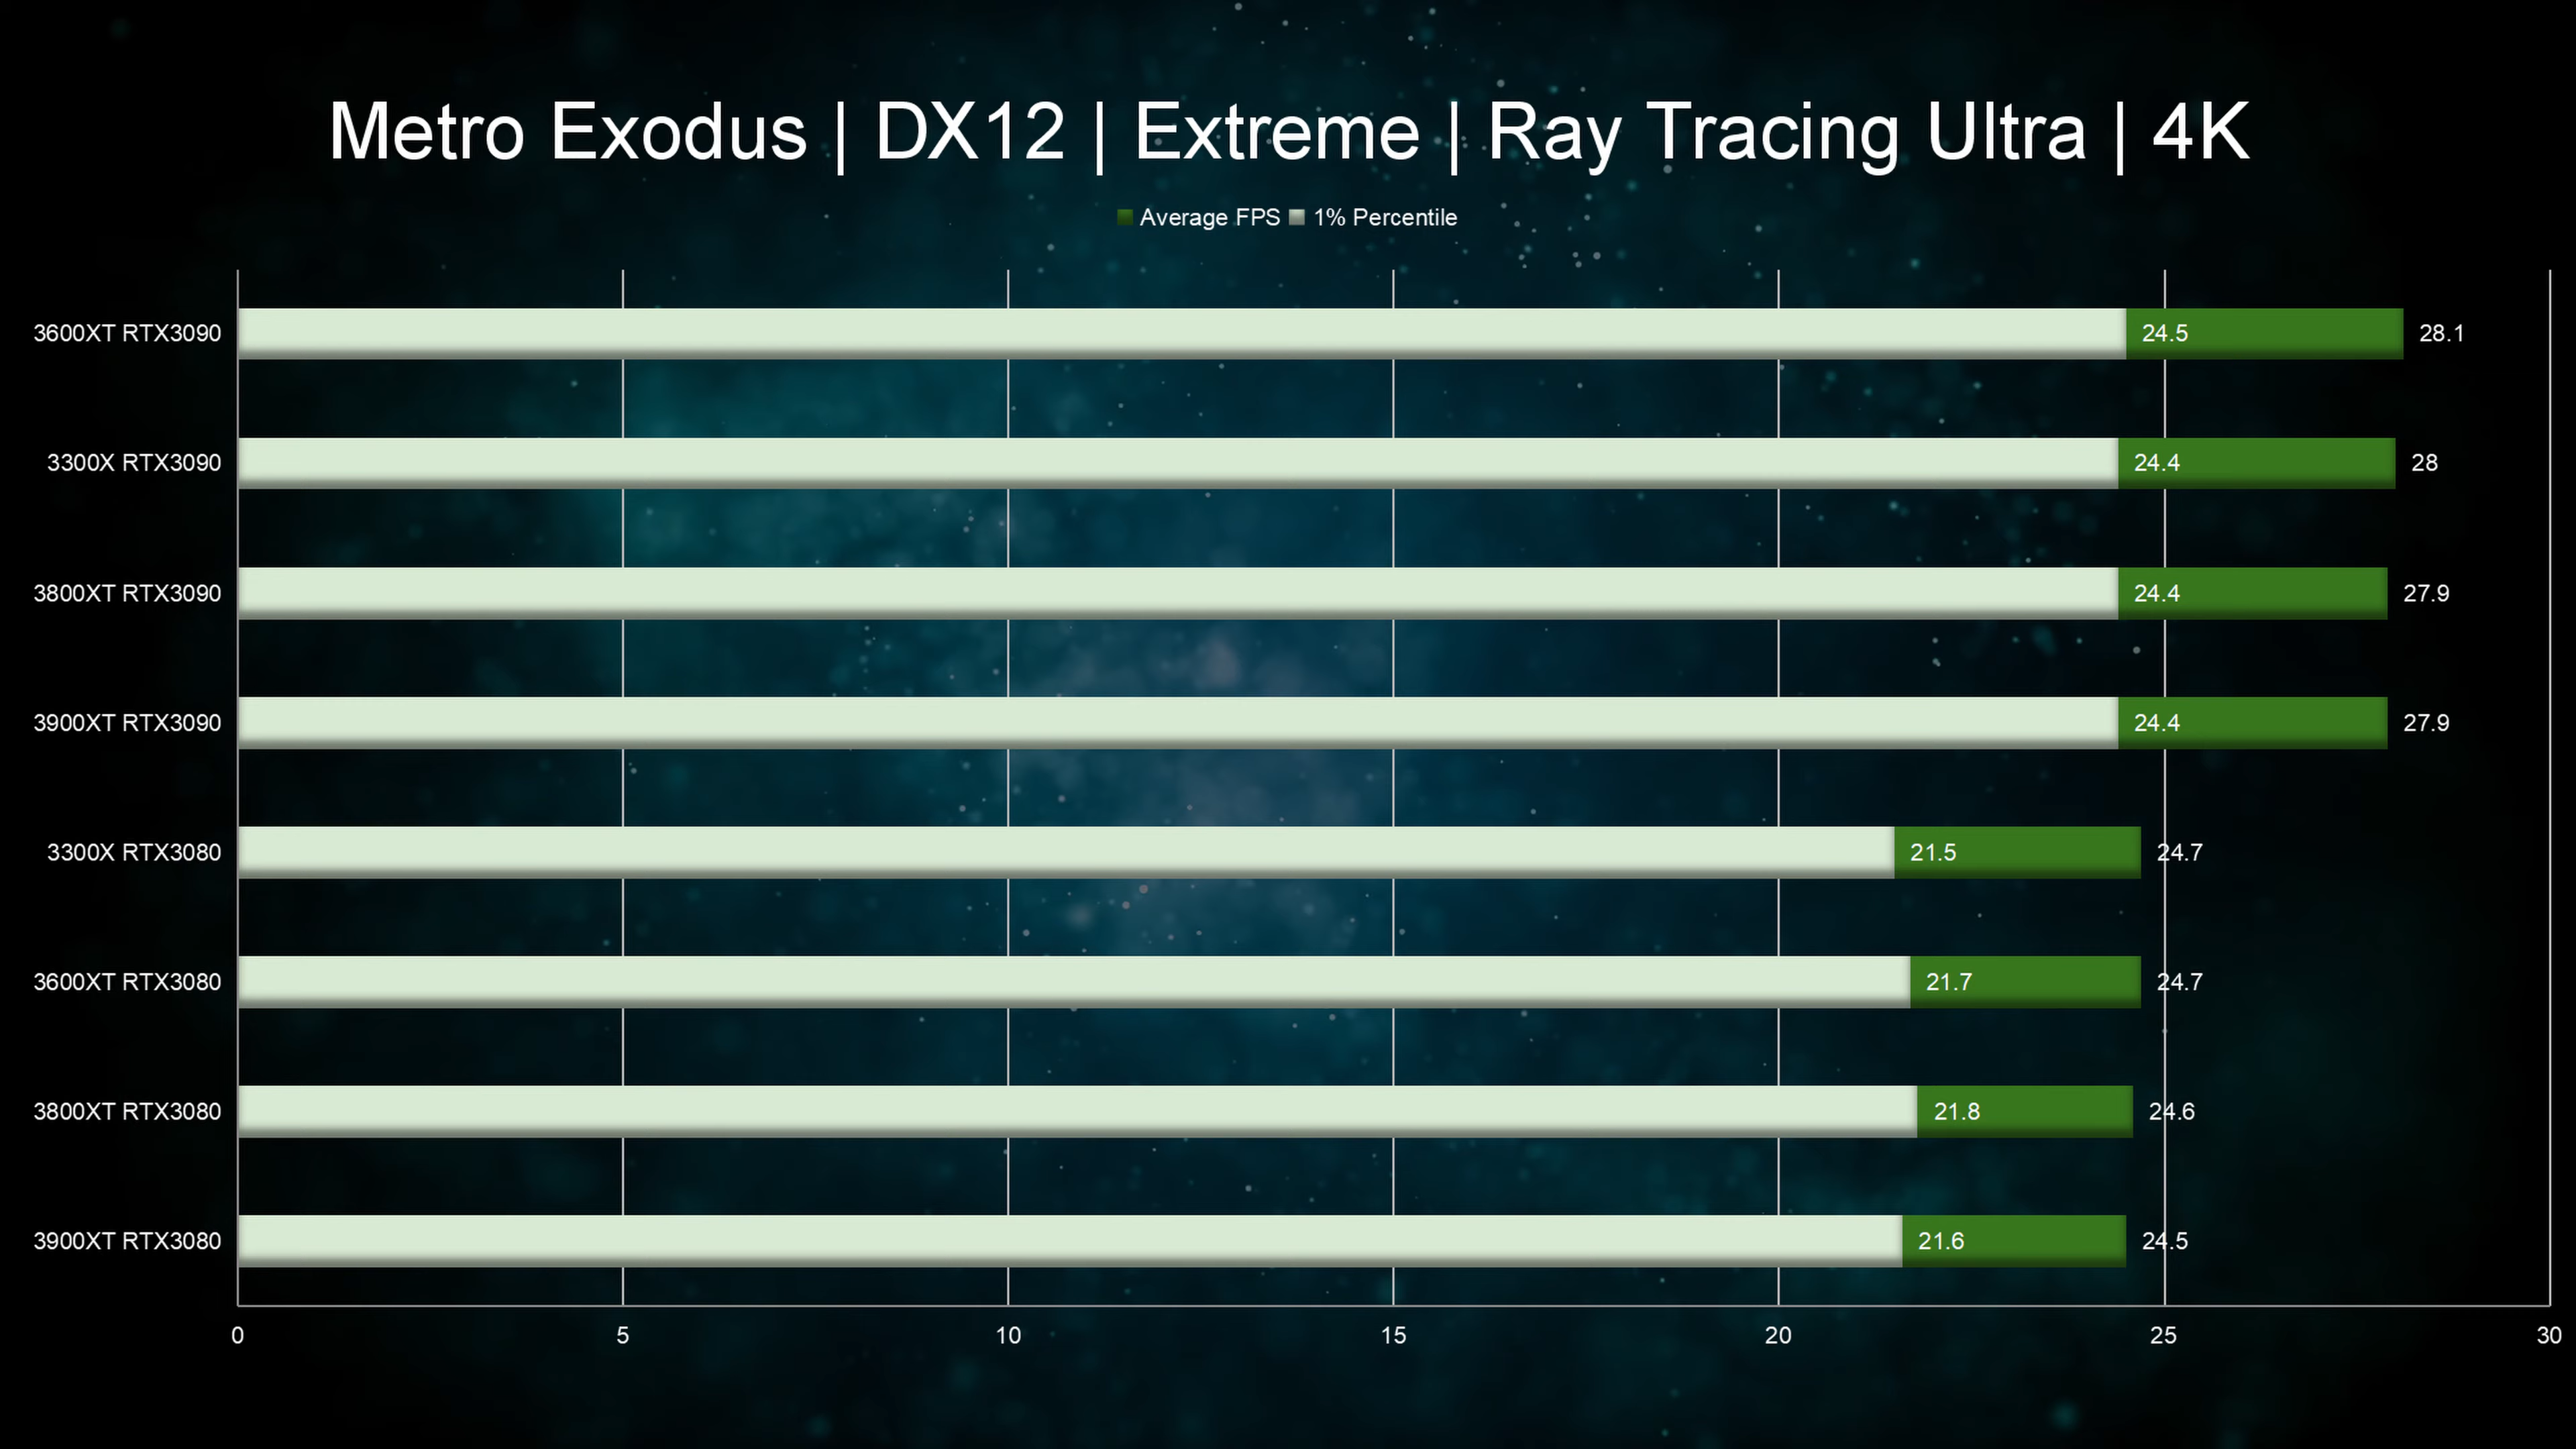 Metro Exodus | DX12 | Extreme | Ray Tracing Ultra | 4K
Average FPS 1% Percentile
3600XT RTX3090 24.5 28.1
3300X RTX3090 24.4 28
3800XT RTX3090 24.4 27.9
3900XT RTX3090 24.4 27.9
3300X RTX3080 21.5 24.7
3600XT RTX3080 21.7 24.7
3800XT RTX3080 21.8 24.6
3900XT RTX3080 21.6 24.5
0 5 10 15 20 25 30